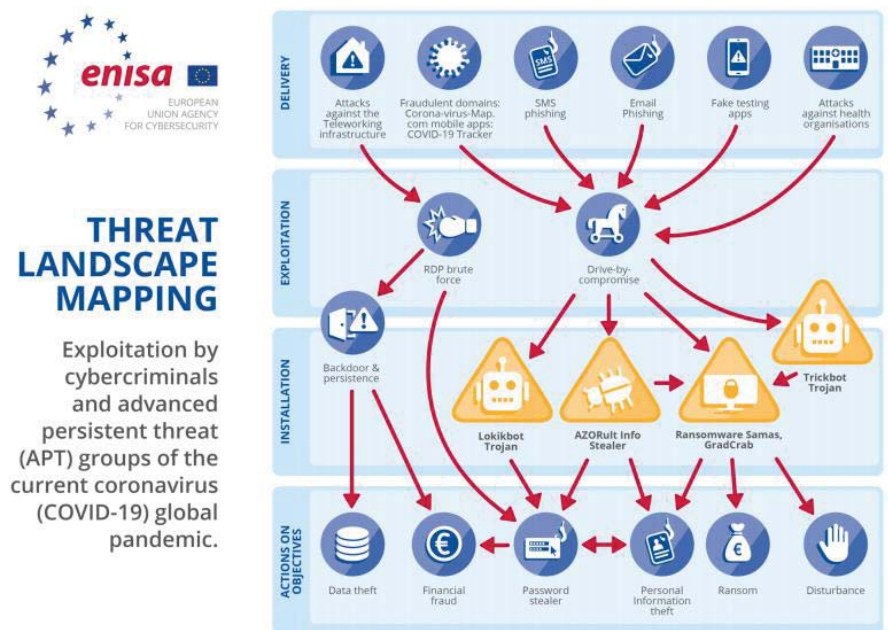 enisa
EUROPEAN
UNION AGENCY
FOR CYBERSECURITY
THREAT
LANDSCAPE
MAPPING
Exploitation by
cybercriminals
and advanced
persistent threat
(APT) groups of the
current coronavirus
(COVID-19) global
pandemic.
DELIVERY
Attacks
against the
Teleworking
infrastructure
Fraudulent domains:
Corona-virus-Map.
com mobile apps:
COVID-19 Tracker
SMS
SMS
phishing
Email
Phishing
Fake testing
apps
Attacks
against health
organisations
EXPLOITATION
RDP brute
force
Drive-by-
compromise
INSTALLATION
Backdoor &
persistence
Lokikbot
Trojan
AZORult Info
Stealer
Ransomware Samas,
GradCrab
Trickbot
Trojan
ACTIONS ON
OBJECTIVES
Data theft
Financial
fraud
Password
stealer
Personal
Information
theft
Ransom
Disturbance